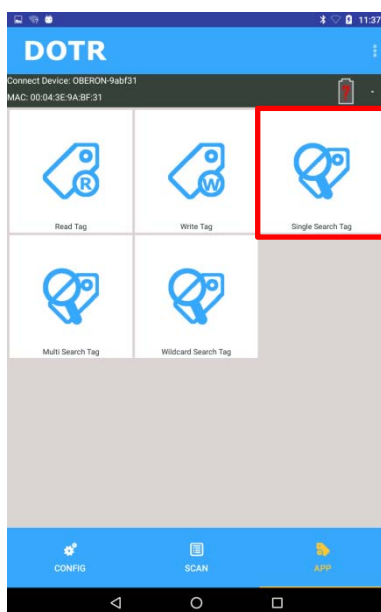 11:37
DOTR
Connect Device: OBERON-9abf31
MAC: 00:04:3E:9A:BF:31
?
R
W
Read Tag
Write Tag
Single Search Tag
Multi Search Tag
Wildcard Search Tag
CONFIG
SCAN
APP